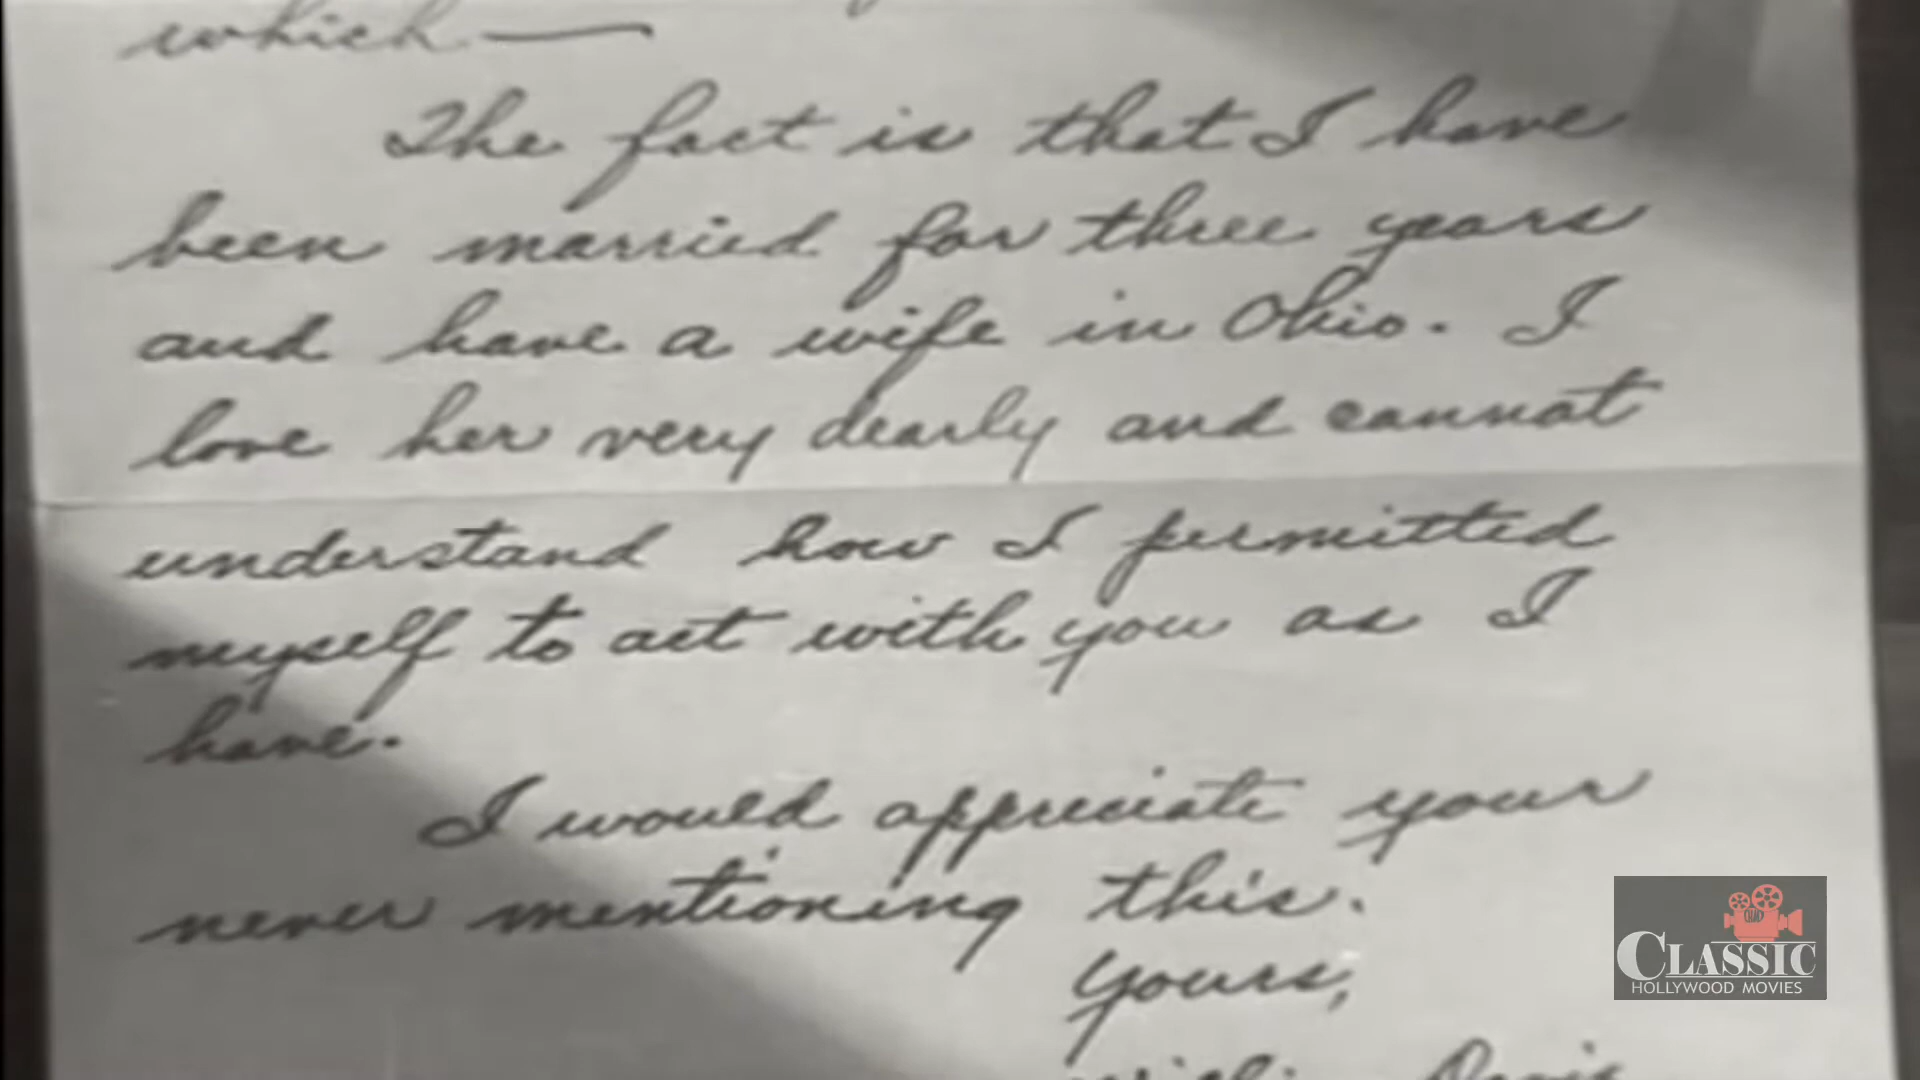 which —
The fact is that I have
been married for three years
and have a wife in Ohio. I
love her very dearly and cannot
understand how I permitted
myself to act with you as I
have.
I would appreciate your
never mentioning this.
Yours,
Davis
CHAD
CLASSIC
HOLLYWOOD MOVIES